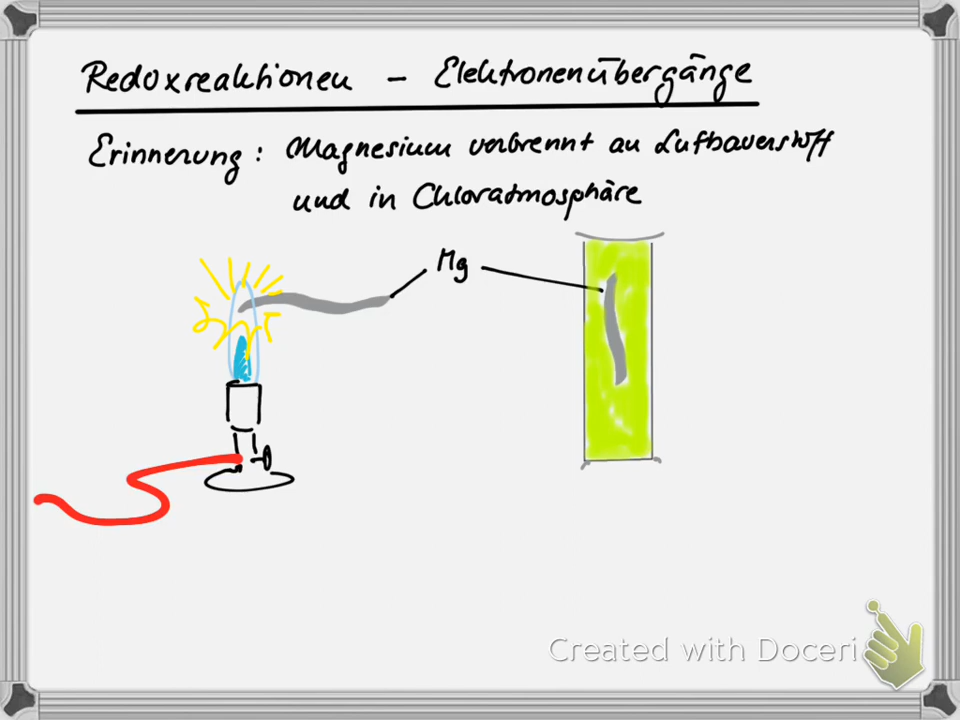 Redoxreaktionen – Elektronenübergänge
Erinnerung: Magnesium verbrennt an Luftsauerstoff
und in Chloratmosphäre
Mg
Created with Doceri